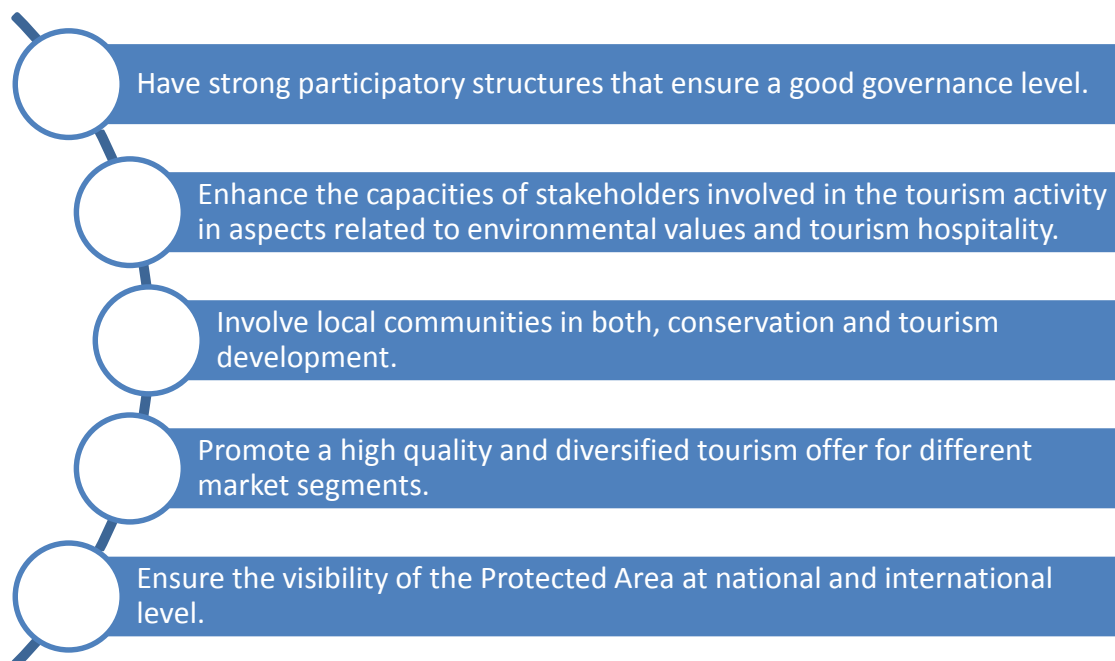 Have strong participatory structures that ensure a good governance level.
Enhance the capacities of stakeholders involved in the tourism activity
in aspects related to environmental values and tourism hospitality.
Involve local communities in both, conservation and tourism
development.
Promote a high quality and diversified tourism offer for different
market segments.
Ensure the visibility of the Protected Area at national and international
level.